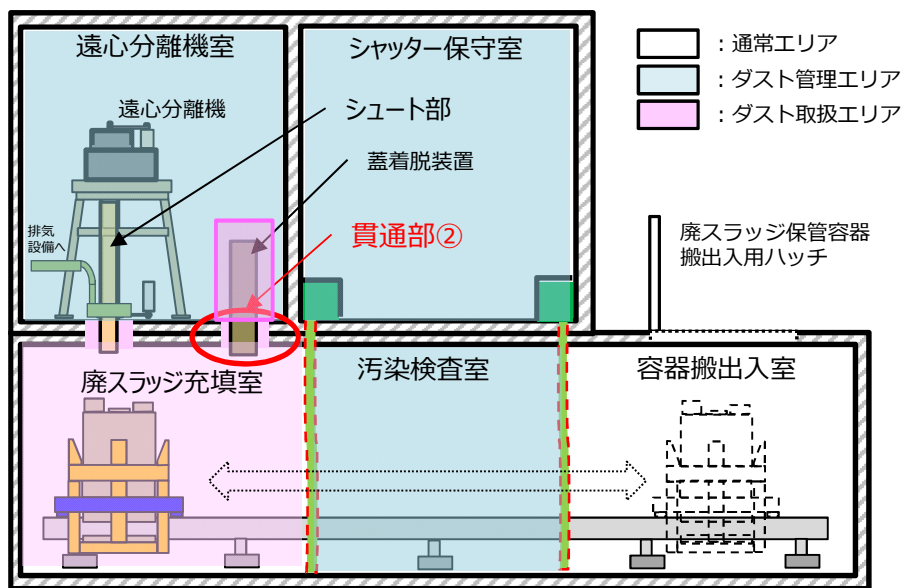 遠心分離機室
シャッター保守室
：通常エリア
：ダスト管理エリア
：ダスト取扱エリア
遠心分離機
シュート部
蓋着脱装置
貫通部②
排気
設備へ
廃スラッジ保管容器
搬出入用ハッチ
廃スラッジ充填室
汚染検査室
容器搬出入室